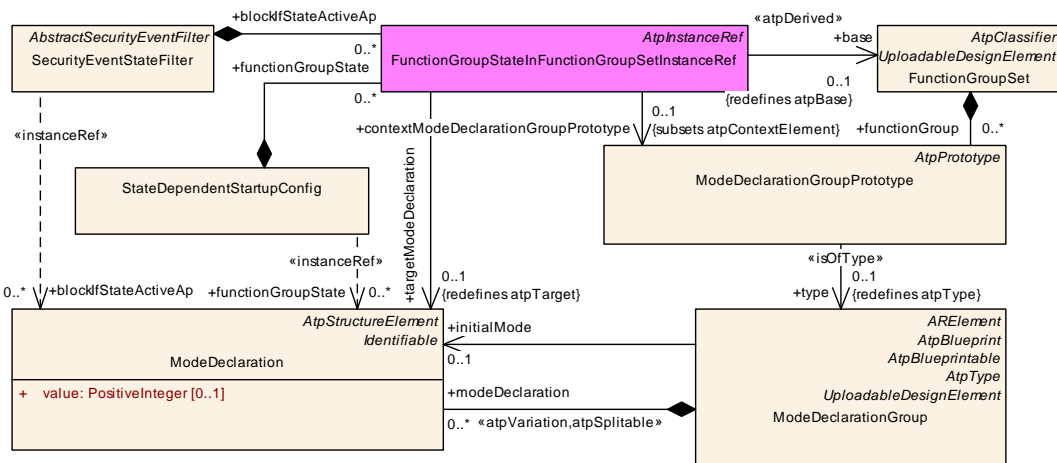 +blockIfStateActiveAp
0..*
AbstractSecurityEventFilter
SecurityEventStateFilter
AtpInstanceRef
FunctionGroupStateInFunctionGroupSetInstanceRef
«atpDerived»
+base
0..1
{redefines atpBase}
AtpClassifier
UploadableDesignElement
FunctionGroupSet
+functionGroupState
0..*
«instanceRef»
+contextModeDeclarationGroupPrototype
0..1
{subsets atpContextElement}
+functionGroup
0..*
StateDependentStartupConfig
AtpPrototype
ModeDeclarationGroupPrototype
+targetModeDeclaration
«instanceRef»
«isOfType»
0..*
+blockIfStateActiveAp
+functionGroupState
0..*
0..1
{redefines atpTarget}
+type
0..1
{redefines atpType}
AtpStructureElement
Identifiable
ModeDeclaration
+ value: PositiveInteger [0..1]
+initialMode
0..1
+modeDeclaration
0..*
«atpVariation,atpSplitable»
ARElement
AtpBlueprint
AtpBlueprintable
AtpType
UploadableDesignElement
ModeDeclarationGroup